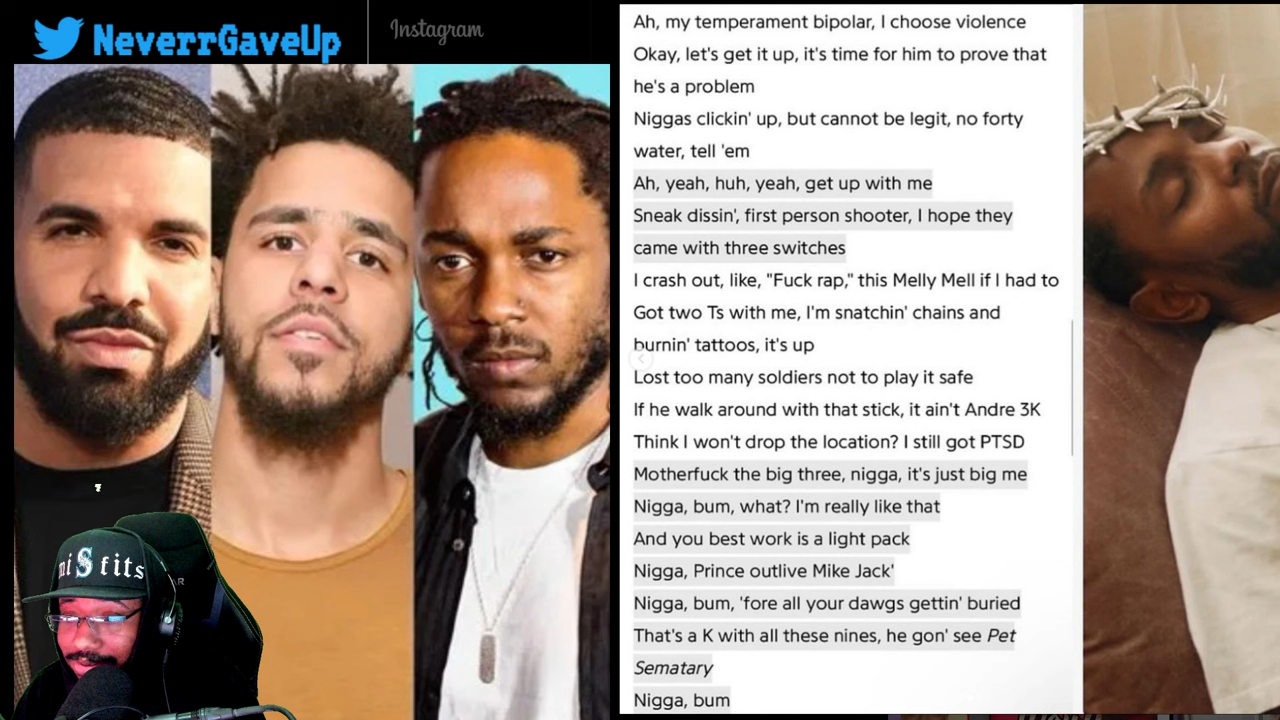 NeverrGaveUp
Instagram
miSfits
Ah, my temperament bipolar, I choose violence
Okay, let's get it up, it's time for him to prove that
he's a problem
Niggas clickin' up, but cannot be legit, no forty
water, tell 'em
Ah, yeah, huh, yeah, get up with me
Sneak dissin', first person shooter, I hope they
came with three switches
I crash out, like, "Fuck rap," this Melly Mell if I had to
Got two Ts with me, I'm snatchin' chains and
burnin' tattoos, it's up
Lost too many soldiers not to play it safe
If he walk around with that stick, it ain't Andre 3K
Think I won't drop the location? I still got PTSD
Motherfuck the big three, nigga, it's just big me
Nigga, bum, what? I'm really like that
And you best work is a light pack
Nigga, Prince outlive Mike Jack'
Nigga, bum, 'fore all your dawgs gettin' buried
That's a K with all these nines, he gon' see Pet
Sematary
Nigga, bum